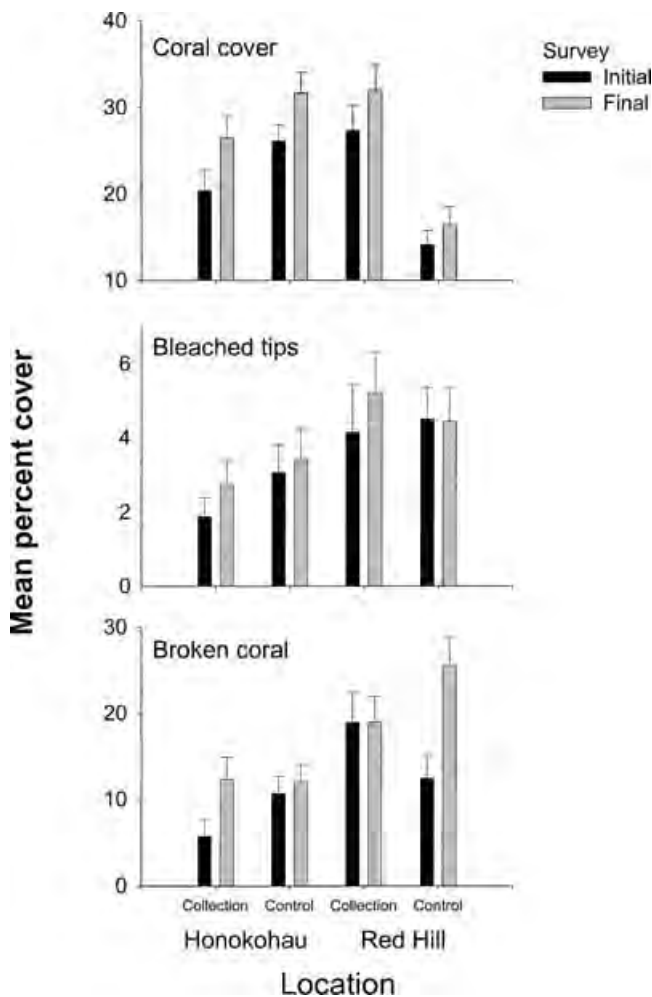 Coral cover
Survey
Initial
Final
40
30
20
10
Bleached tips
6
4
2
0
Mean percent cover
Broken coral
30
20
10
0
Collection Control Collection Control
Honokohau Red Hill
Location